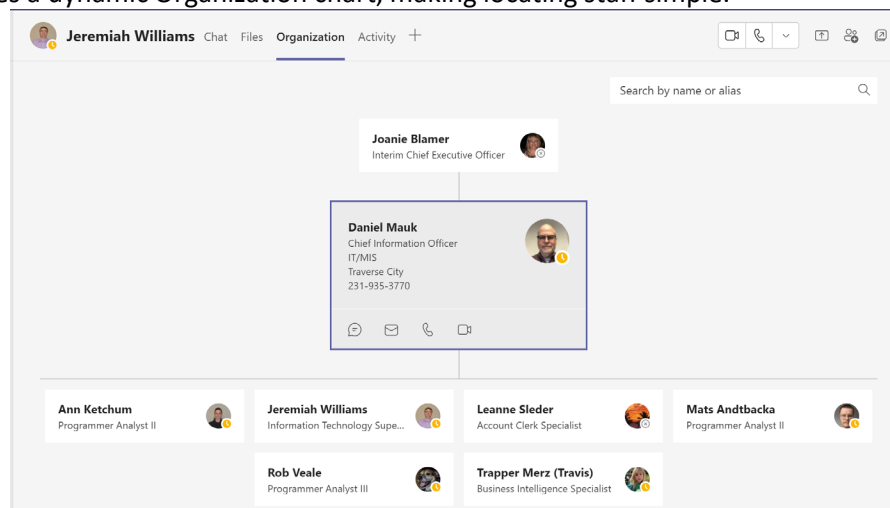 es a dynamic Organization chart, making locating staff simple.
Jeremiah Williams Chat Files Organization Activity
Search by name or alias
Joanie Blamer
Interim Chief Executive Officer
Daniel Mauk
Chief Information Officer
IT/MIS
Traverse City
231-935-3770
Ann Ketchum
Programmer Analyst II
Jeremiah Williams
Information Technology Supe...
Leanne Sleder
Account Clerk Specialist
Mats Andtbacka
Programmer Analyst II
Rob Veale
Programmer Analyst III
Trapper Merz (Travis)
Business Intelligence Specialist